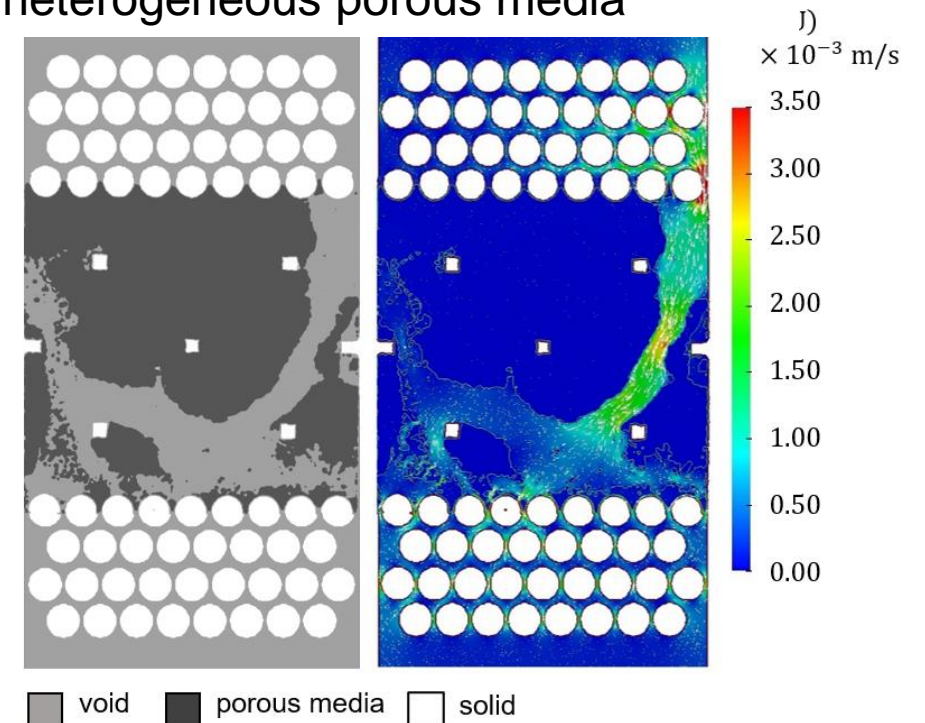 heterogeneous porous media
J)
× 10⁻³ m/s
3.50
3.00
2.50
2.00
1.50
1.00
0.50
0.00
void porous media solid